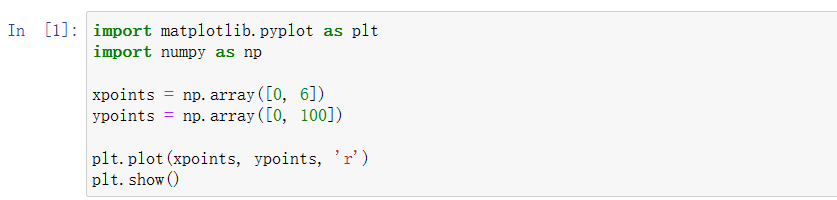 In [1]: import matplotlib.pyplot as plt
import numpy as np
xpoints = np.array([0, 6])
ypoints = np.array([0, 100])
plt.plot(xpoints, ypoints, 'r')
plt.show()